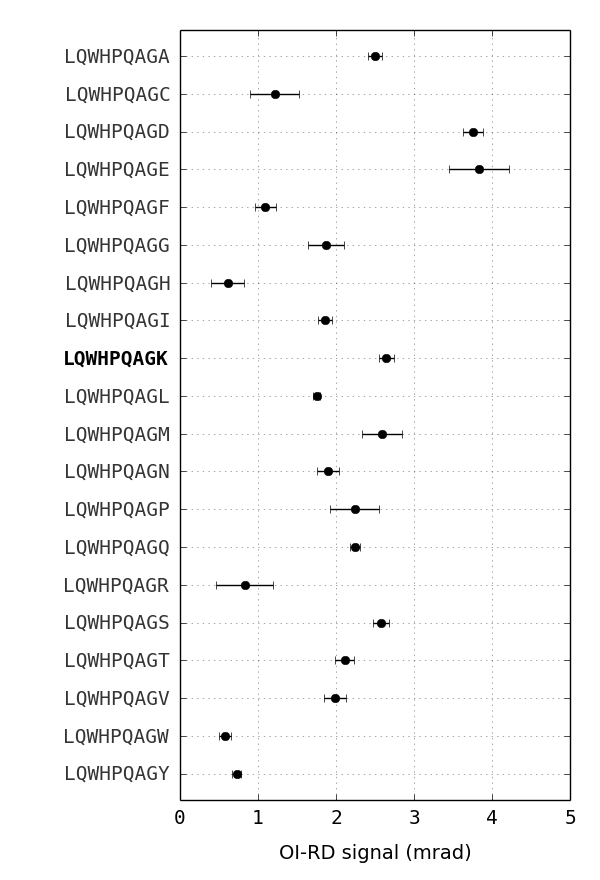 LQWHPQAGA
LQWHPQAGC
LQWHPQAGD
LQWHPQAGE
LQWHPQAGF
LQWHPQAGG
LQWHPQAGH
LQWHPQAGI
LQWHPQAGK
LQWHPQAGL
LQWHPQAGM
LQWHPQAGN
LQWHPQAGP
LQWHPQAGQ
LQWHPQAGR
LQWHPQAGS
LQWHPQAGT
LQWHPQAGV
LQWHPQAGW
LQWHPQAGY
0 1 2 3 4 5
OI-RD signal (mrad)